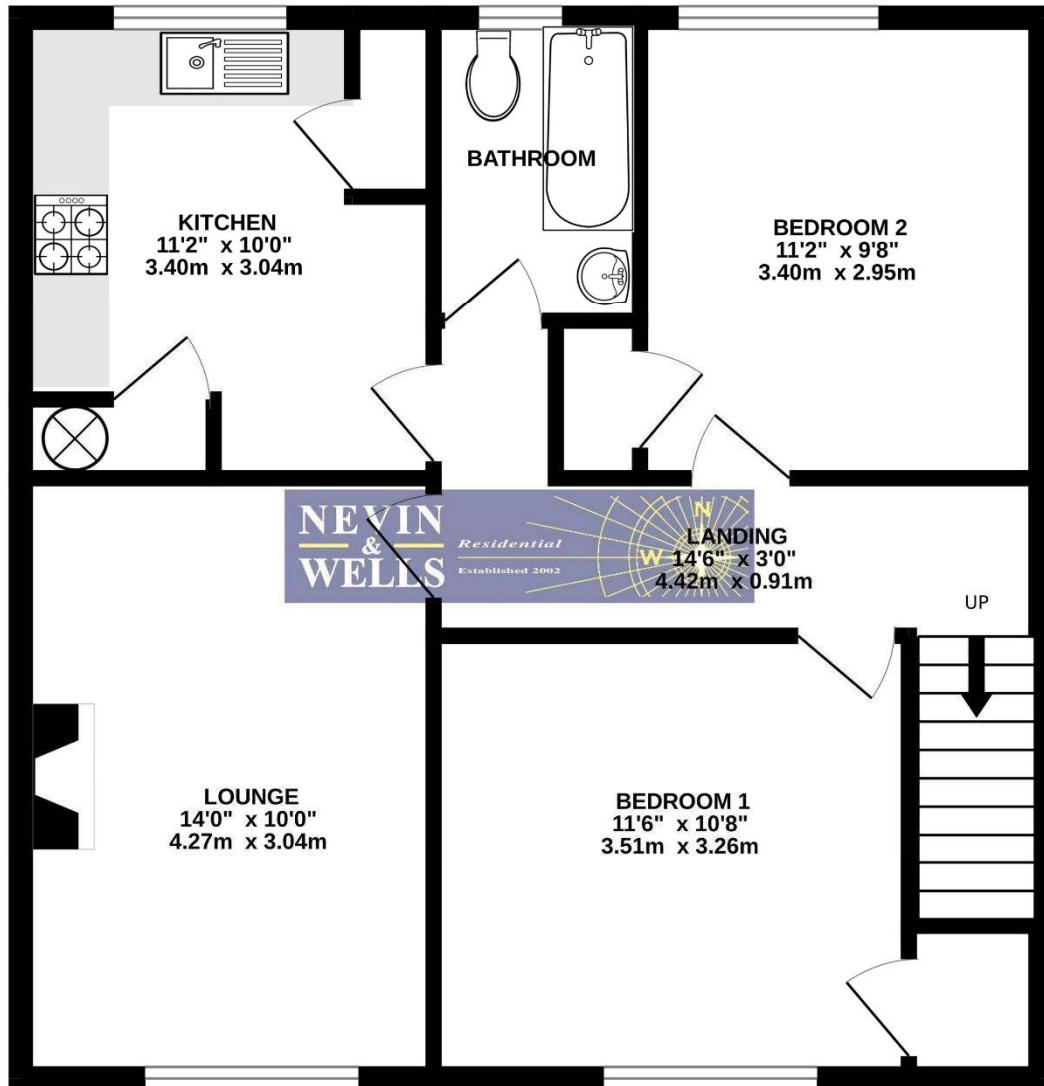 KITCHEN
11'2" x 10'0"
3.40m x 3.04m
BATHROOM
BEDROOM 2
11'2" x 9'8"
3.40m x 2.95m
NEVIN
&
WELLS
Residential
Established 2002
N
W
LANDING
14'6" x 3'0"
4.42m x 0.91m
UP
LOUNGE
14'0" x 10'0"
4.27m x 3.04m
BEDROOM 1
11'6" x 10'8"
3.51m x 3.26m